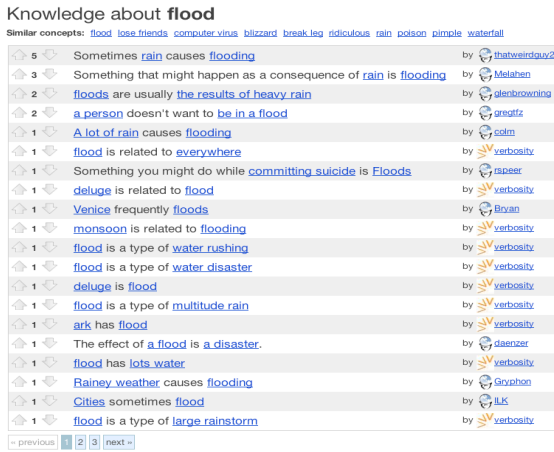 Knowledge about flood
Similar concepts: flood lose friends computer virus blizzard break leg ridiculous rain poison pimple waterfall
5 Sometimes rain causes flooding by thatweirdguy2
3 Something that might happen as a consequence of rain is flooding by Melahen
2 floods are usually the results of heavy rain by glenbrowning
2 a person doesn't want to be in a flood by gregtfz
1 A lot of rain causes flooding by colm
1 flood is related to everywhere by verbosity
1 Something you might do while committing suicide is Floods by rspeer
1 deluge is related to flood by verbosity
1 Venice frequently floods by Bryan
1 monsoon is related to flooding by verbosity
1 flood is a type of water rushing by verbosity
1 flood is a type of water disaster by verbosity
1 deluge is flood by verbosity
1 flood is a type of multitude rain by verbosity
1 ark has flood by verbosity
1 The effect of a flood is a disaster. by daenzer
1 flood has lots water by verbosity
1 Rainey weather causes flooding by Gryphon
1 Cities sometimes flood by ILK
1 flood is a type of large rainstorm by verbosity
« previous 1 2 3 next »